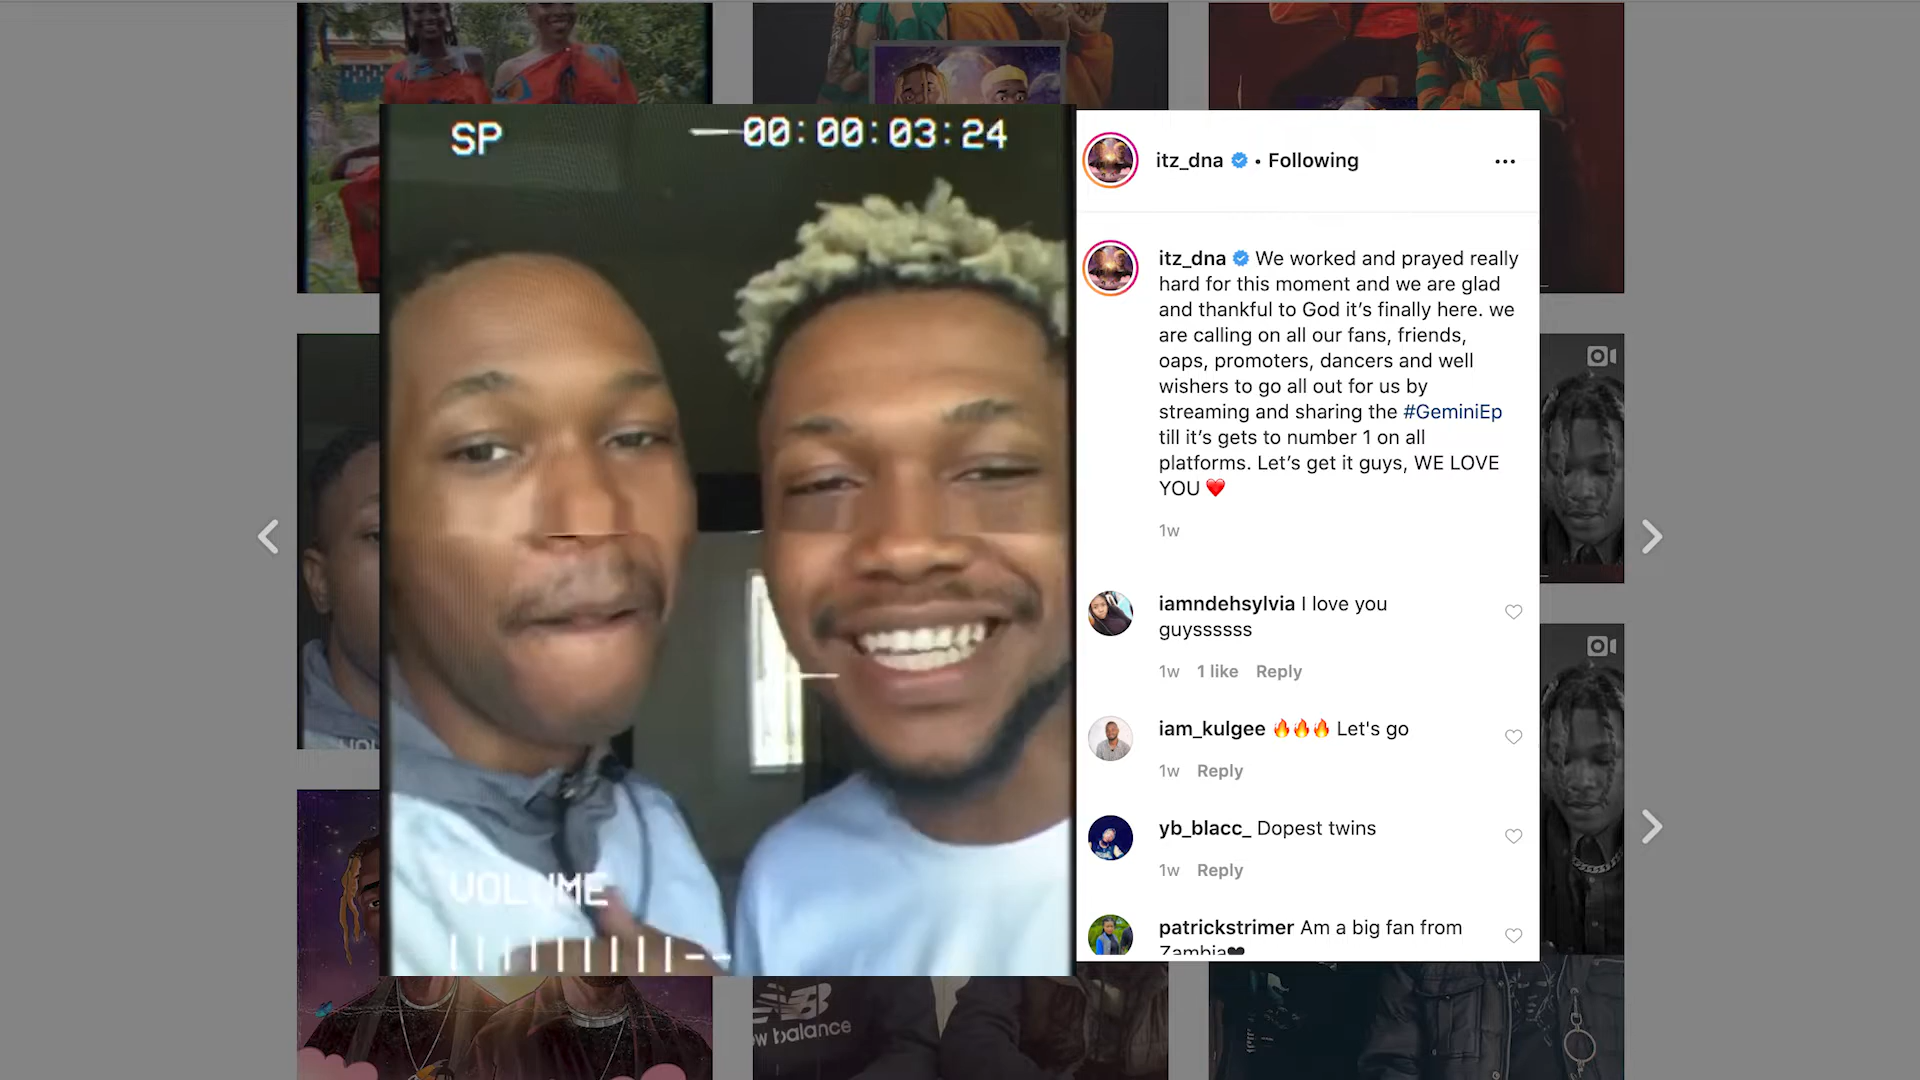 SP
00:00:03:24
VOLUME
itz_dna • Following
itz_dna We worked and prayed really
hard for this moment and we are glad
and thankful to God it’s finally here. we
are calling on all our fans, friends,
oaps, promoters, dancers and well
wishers to go all out for us by
streaming and sharing the #GeminiEp
till it’s gets to number 1 on all
platforms. Let’s get it guys, WE LOVE
YOU ❤️
1w
iamndehsylvia I love you
guyssssss
1w 1 like Reply
iam_kulgee 🔥🔥🔥 Let's go
1w Reply
yb_blacc_ Dopest twins
1w Reply
patrickstrimer Am a big fan from
Zambia🖤
balance